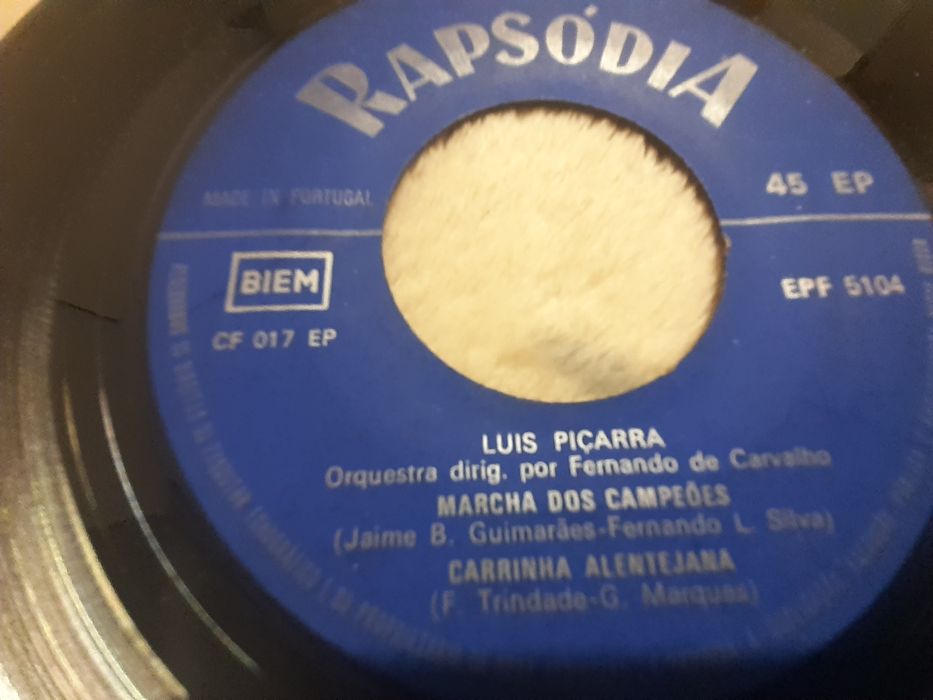 RAPSÓDIA
MADE IN PORTUGAL
45 EP
BIEM
EPF 5104
CF 017 EP
LUIS PIÇARRA
Orquestra dirig. por Fernando de Carvalho
MARCHA DOS CAMPEÕES
(Jaime B. Guimarães-Fernando L. Silva)
CARRINHA ALENTEJANA
(F. Trindade-G. Marques)